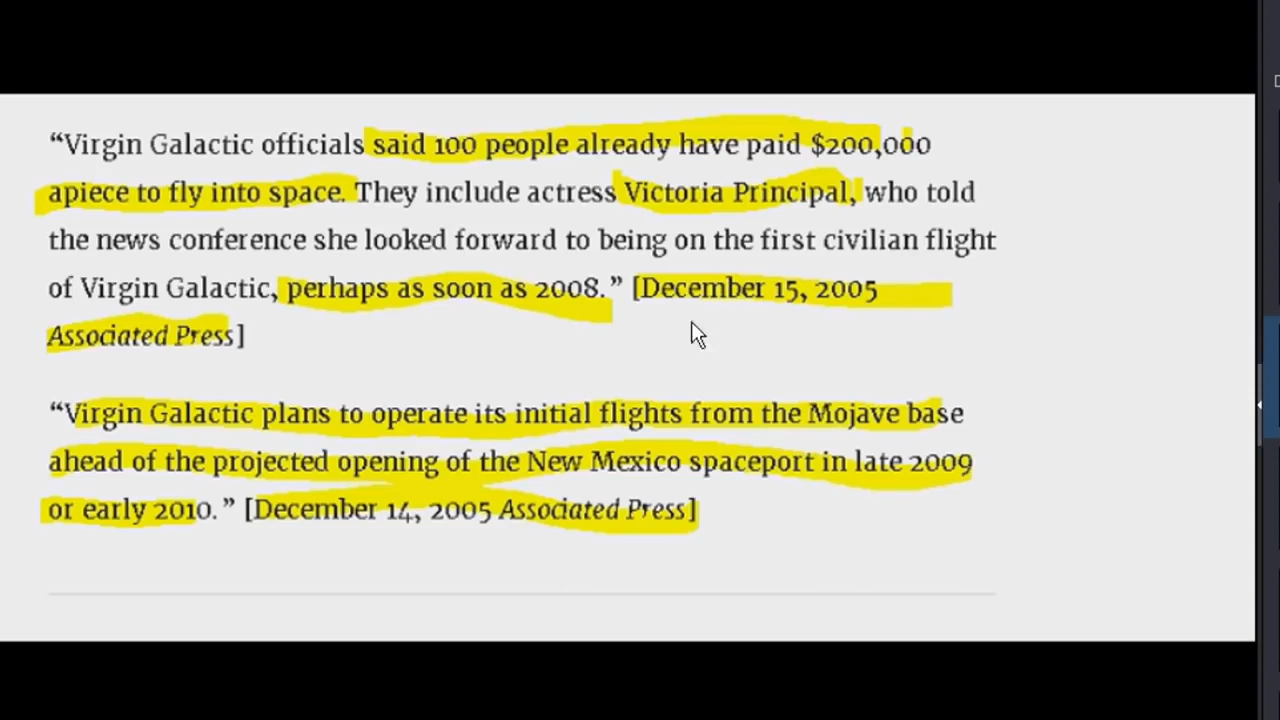 “Virgin Galactic officials said 100 people already have paid $200,000
apiece to fly into space. They include actress Victoria Principal, who told
the news conference she looked forward to being on the first civilian flight
of Virgin Galactic, perhaps as soon as 2008.” [December 15, 2005
Associated Press]
“Virgin Galactic plans to operate its initial flights from the Mojave base
ahead of the projected opening of the New Mexico spaceport in late 2009
or early 2010.” [December 14, 2005 Associated Press]